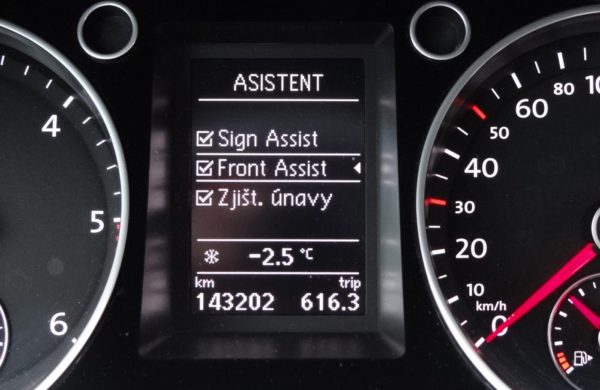 ASISTENT
Sign Assist
Front Assist
Zjišt. únavy
-2.5 °C
km trip
143202 616.3
4
5
6
0
10
20
30
40
50
60
80
10
km/h